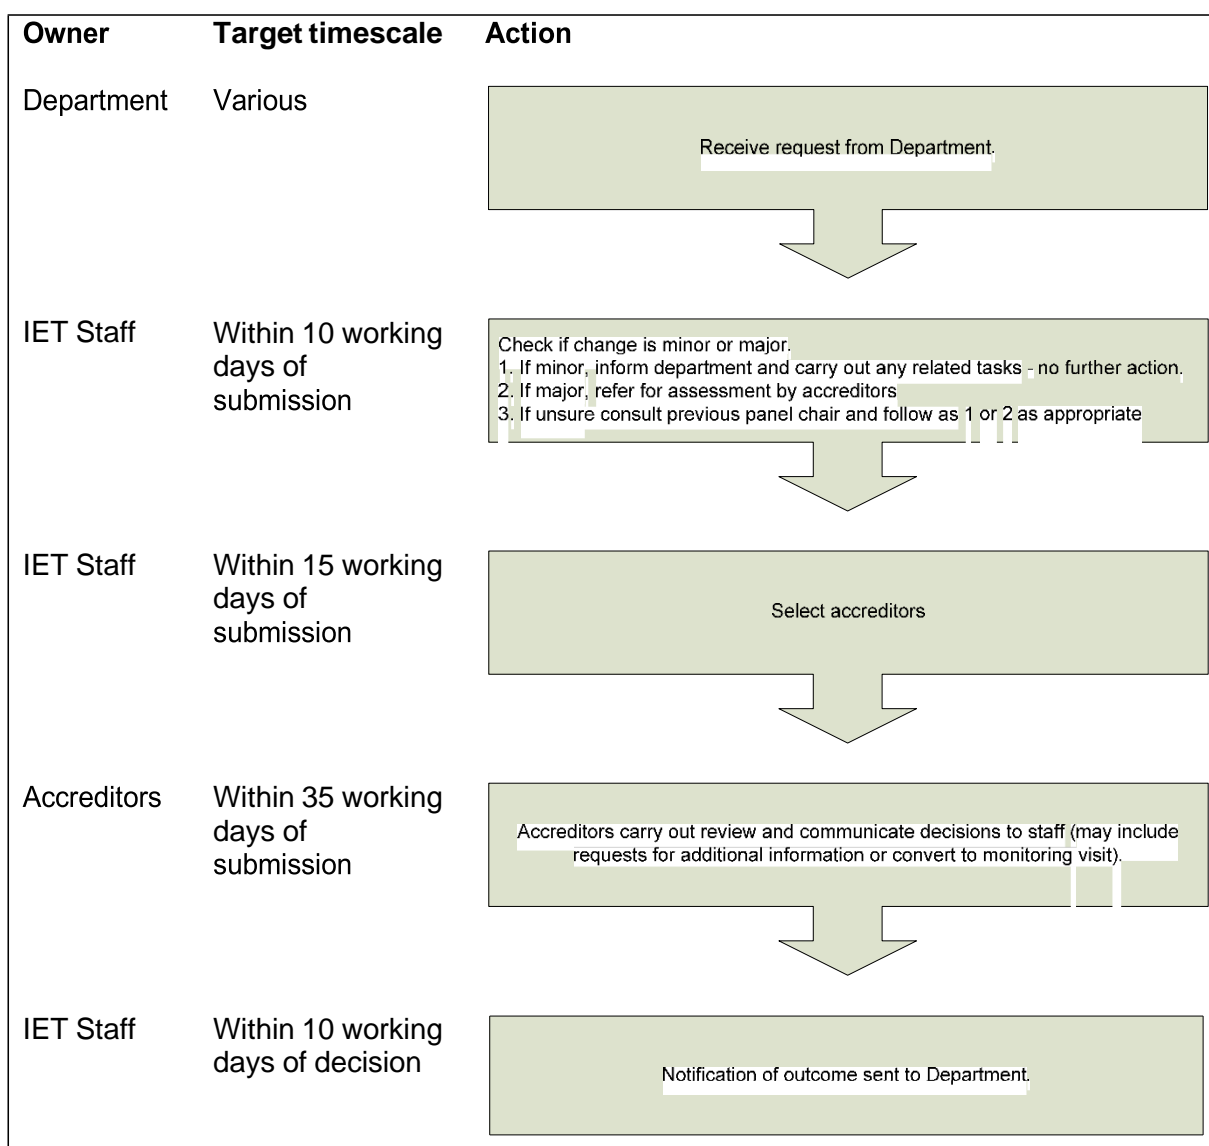 Owner Target timescale Action
Department Various
Receive request from Department.
IET Staff Within 10 working
days of
submission
Check if change is minor or major.
1. If minor, inform department and carry out any related tasks - no further action.
2. If major, refer for assessment by accreditors
3. If unsure consult previous panel chair and follow as 1 or 2 as appropriate
IET Staff Within 15 working
days of
submission
Select accreditors
Accreditors Within 35 working
days of
submission
Accreditors carry out review and communicate decisions to staff (may include
requests for additional information or convert to monitoring visit).
IET Staff Within 10 working
days of decision
Notification of outcome sent to Department.